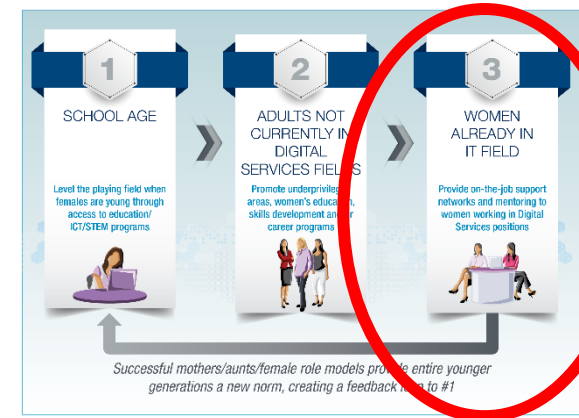 1
SCHOOL AGE
Level the playing field when
females are young through
access to education/
ICT/STEM programs
2
ADULTS NOT
CURRENTLY IN
DIGITAL
SERVICES FIELDS
Promote underprivileged
areas, women's education,
skills development and/or
career programs
3
WOMEN
ALREADY IN
IT FIELD
Provide on-the-job support
networks and mentoring to
women working in Digital
Services positions
Successful mothers/aunts/female role models provide entire younger
generations a new norm, creating a feedback loop to #1